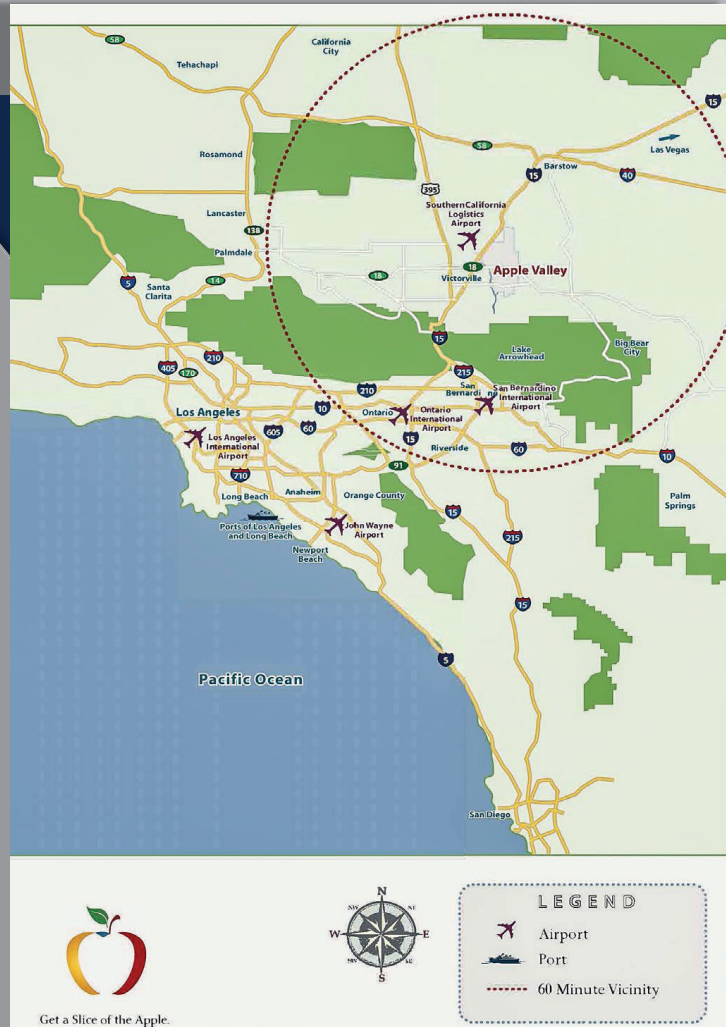 58
California
City
Tehachapi
15
Las Vegas
58
Rosamond
15
Barstow
40
395
Southern California
Logistics
Airport
Lancaster
138
Palmdale
18
Apple Valley
18
Victorville
14
5
Santa
Clarita
15
Lake
Arrowhead
Big Bear
City
210
405
170
215
210
San
Bernardino
San Bernardino
International
Airport
Los Angeles
10
Ontario
Ontario
International
Airport
605
60
15
Los Angeles
International
Airport
Riverside
60
10
91
710
Long Beach
Anaheim
Orange County
Palm
Springs
15
Ports of Los Angeles
and Long Beach
John Wayne
Airport
Newport
Beach
215
15
5
Pacific Ocean
San Diego
LEGEND
N
NW
NE
W
E
SW
SE
S
Airport
Port
60 Minute Vicinity
Get a Slice of the Apple.